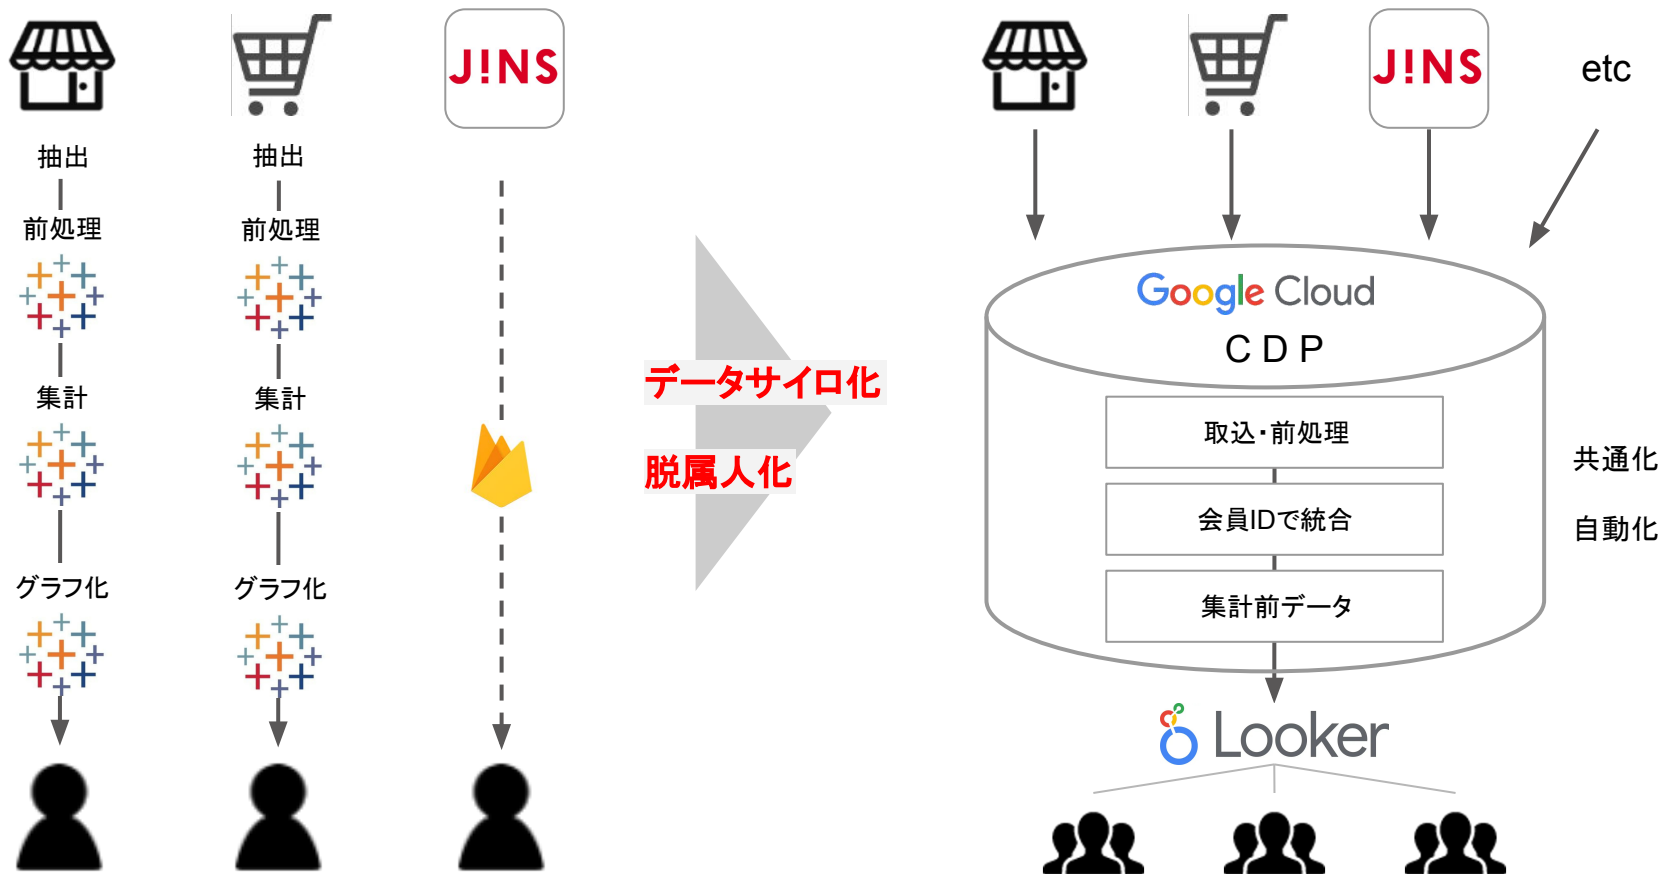 J!NS
抽出
前処理
集計
グラフ化
抽出
前処理
集計
グラフ化
データサイロ化
脱属人化
J!NS
etc
Google Cloud
C D P
取込・前処理
会員IDで統合
集計前データ
共通化
自動化
Looker